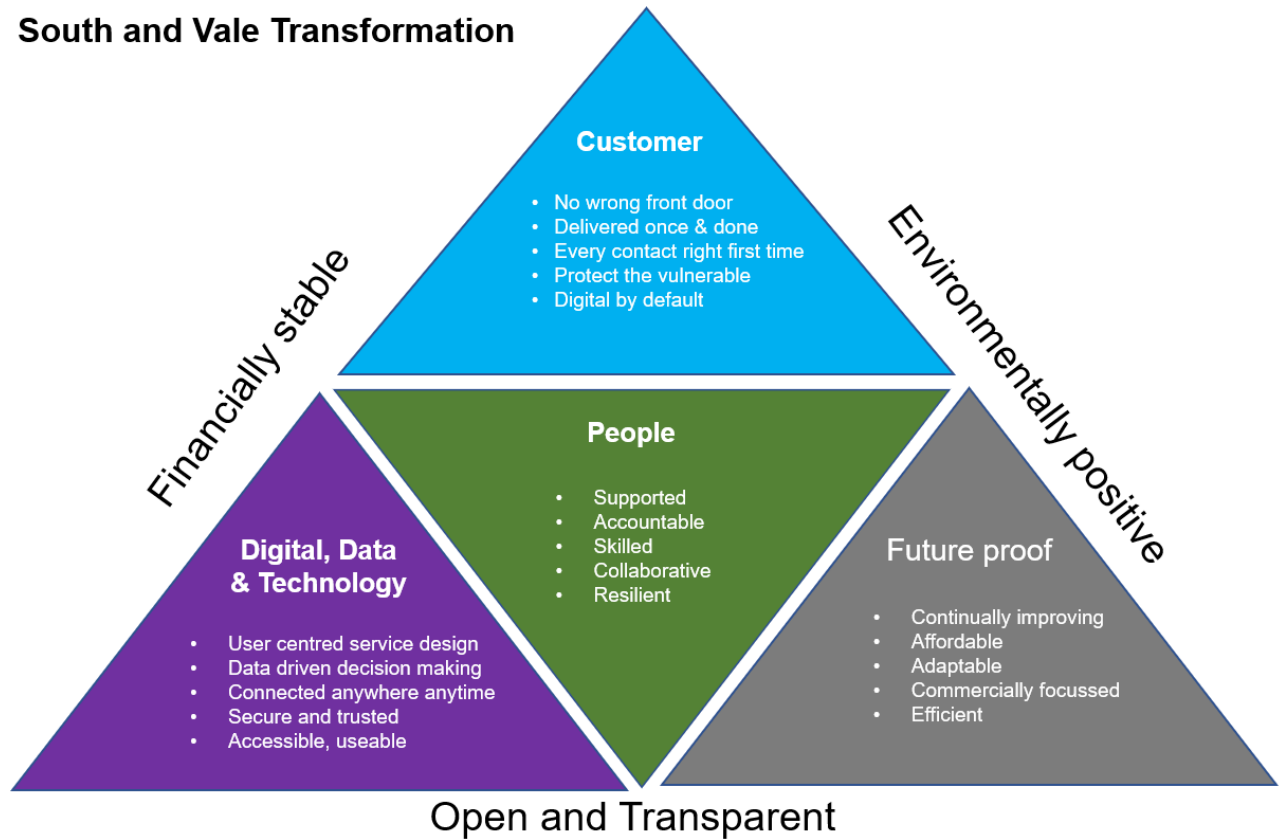 South and Vale Transformation
Customer
• No wrong front door
• Delivered once & done
• Every contact right first time
• Protect the vulnerable
• Digital by default
Financially stable
Environmentally positive
People
• Supported
• Accountable
• Skilled
• Collaborative
• Resilient
Digital, Data
& Technology
• User centred service design
• Data driven decision making
• Connected anywhere anytime
• Secure and trusted
• Accessible, useable
Future proof
• Continually improving
• Affordable
• Adaptable
• Commercially focussed
• Efficient
Open and Transparent